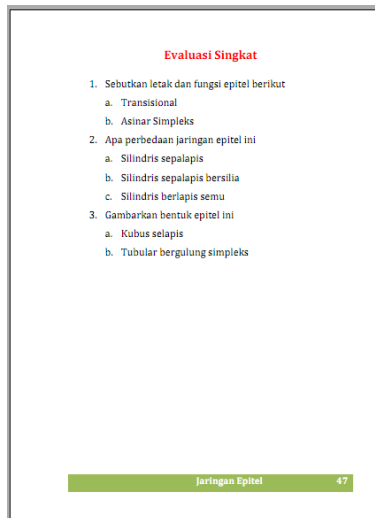 Evaluasi Singkat
1. Sebutkan letak dan fungsi epitel berikut
a. Transisional
b. Asinar Simpleks
2. Apa perbedaan jaringan epitel ini
a. Silindris sepalapis
b. Silindris sepalapis bersilia
c. Silindris berlapis semu
3. Gambarkan bentuk epitel ini
a. Kubus selapis
b. Tubular bergulung simpleks
Jaringan Epitel 47